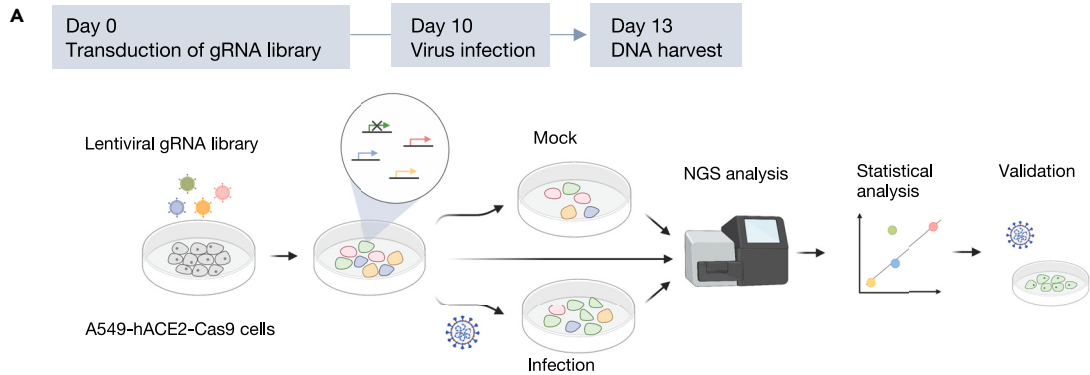 A
Day 0
Transduction of gRNA library
Day 10
Virus infection
Day 13
DNA harvest
Lentiviral gRNA library
A549-hACE2-Cas9 cells
Mock
Infection
NGS analysis
Statistical
analysis
Validation